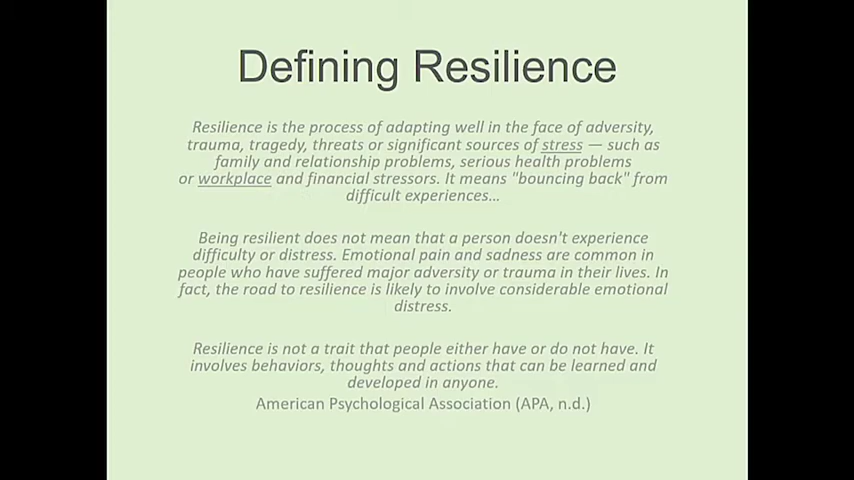 Defining Resilience
Resilience is the process of adapting well in the face of adversity,
trauma, tragedy, threats or significant sources of stress — such as
family and relationship problems, serious health problems
or workplace and financial stressors. It means "bouncing back" from
difficult experiences…
Being resilient does not mean that a person doesn't experience
difficulty or distress. Emotional pain and sadness are common in
people who have suffered major adversity or trauma in their lives. In
fact, the road to resilience is likely to involve considerable emotional
distress.
Resilience is not a trait that people either have or do not have. It
involves behaviors, thoughts and actions that can be learned and
developed in anyone.
American Psychological Association (APA, n.d.)